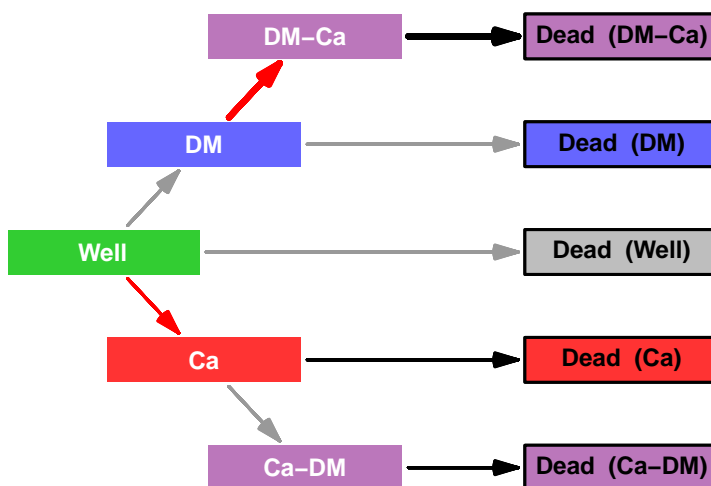 DM–Ca
Dead (DM–Ca)
DM
Dead (DM)
Well
Dead (Well)
Ca
Dead (Ca)
Ca–DM
Dead (Ca–DM)